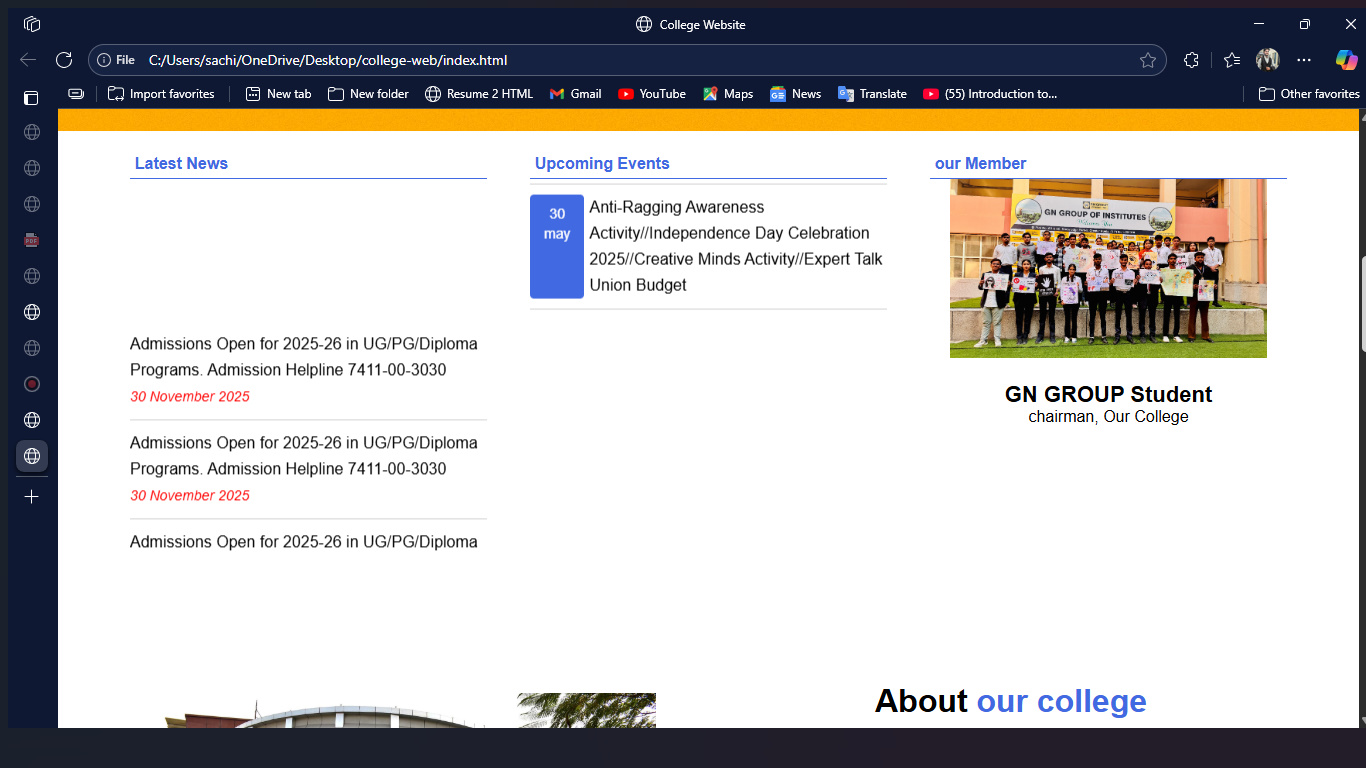 College Website
File C:/Users/sachi/OneDrive/Desktop/college-web/index.html
Import favorites New tab New folder Resume 2 HTML Gmail YouTube Maps News Translate (55) Introduction to... Other favorites
Latest News
Admissions Open for 2025-26 in UG/PG/Diploma
Programs. Admission Helpline 7411-00-3030
30 November 2025
Admissions Open for 2025-26 in UG/PG/Diploma
Programs. Admission Helpline 7411-00-3030
30 November 2025
Admissions Open for 2025-26 in UG/PG/Diploma
Upcoming Events
30
may
Anti-Ragging Awareness
Activity//Independence Day Celebration
2025//Creative Minds Activity//Expert Talk
Union Budget
our Member
GN GROUP OF INSTITUTES
GN GROUP Student
chairman, Our College
About our college
PDF